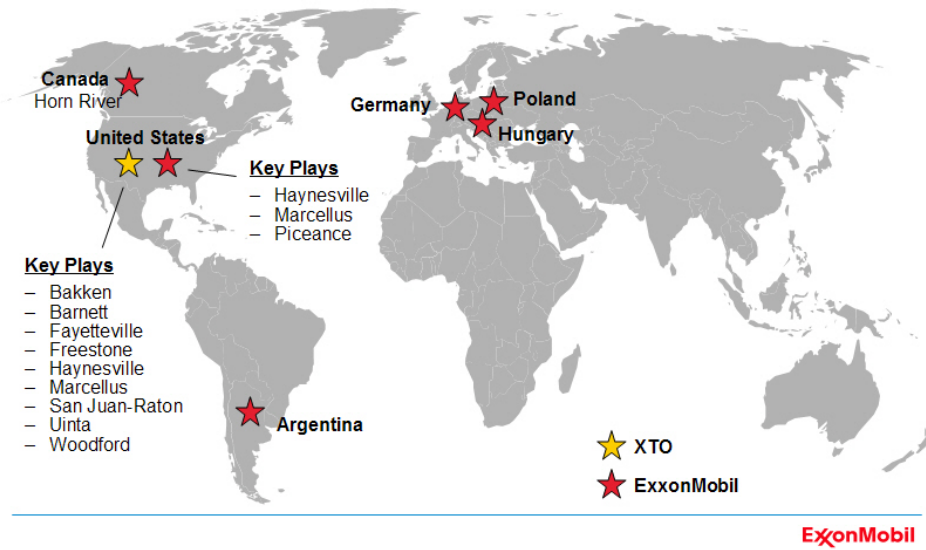 Canada
Horn River
United States
Germany
Poland
Hungary
Key Plays
– Haynesville
– Marcellus
– Piceance
Key Plays
– Bakken
– Barnett
– Fayetteville
– Freestone
– Haynesville
– Marcellus
– San Juan-Raton
– Uinta
– Woodford
Argentina
XTO
ExxonMobil
ExxonMobil